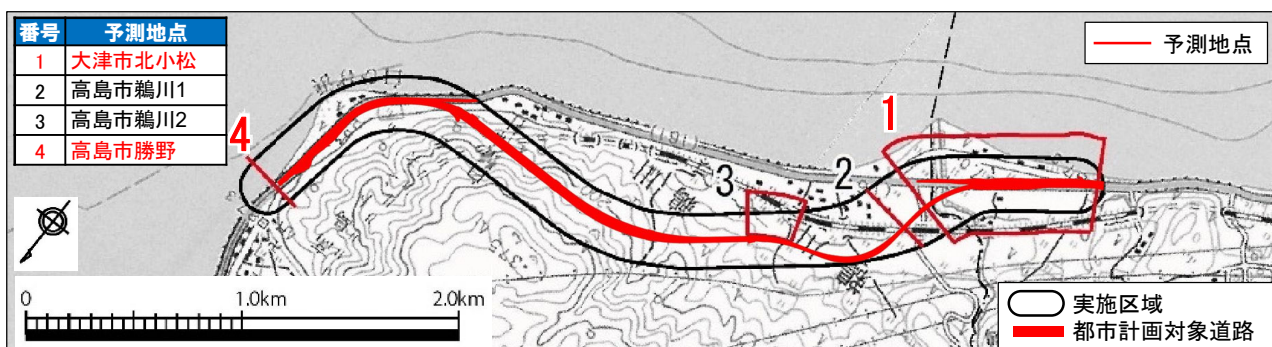 番号 予測地点
1 大津市北小松
2 高島市鵜川1
3 高島市鵜川2
4 高島市勝野
予測地点
4
3
2
1
0 1.0km 2.0km
実施区域
都市計画対象道路